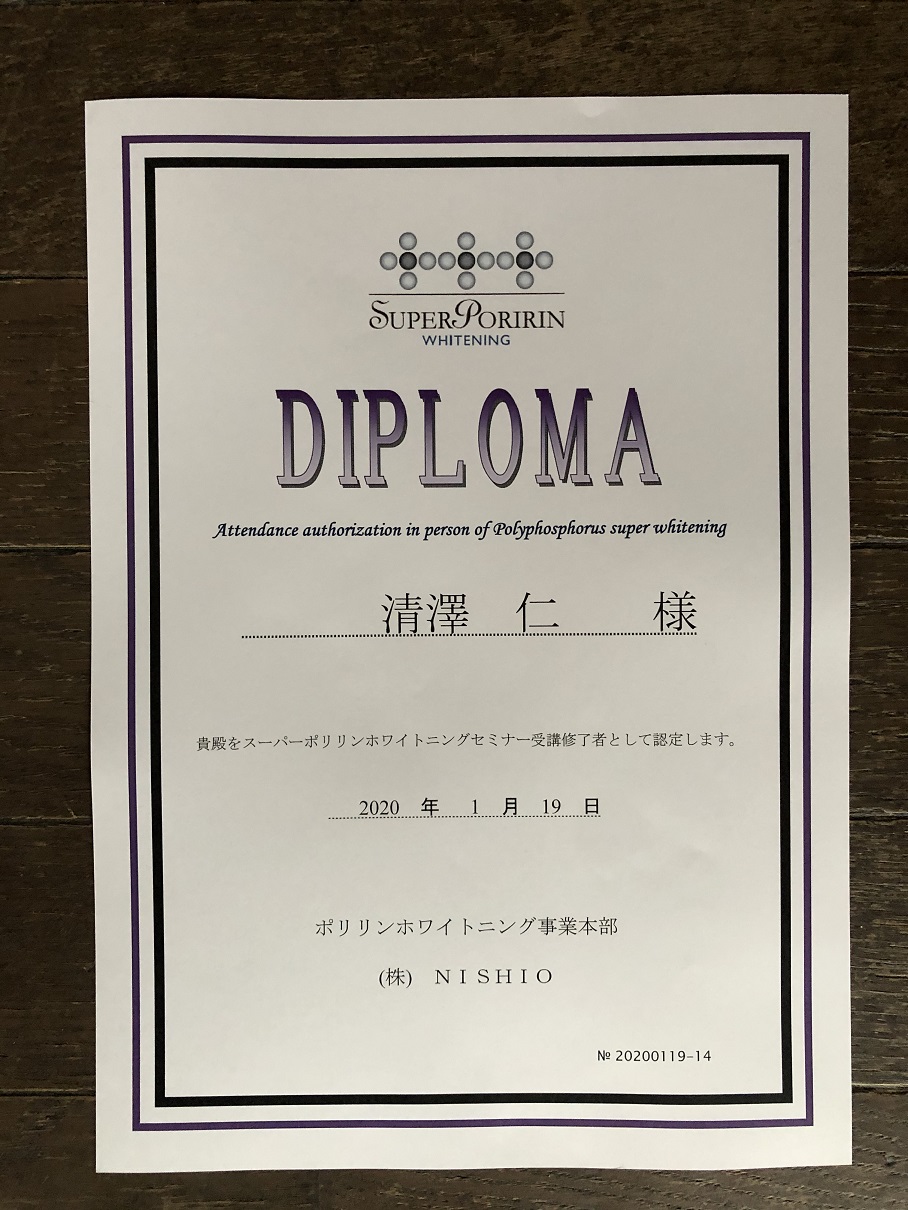 SUPER PORIRIN
WHITENING
DIPLOMA
Attendance authorization in person of Polyphosphorus super whitening
清澤　仁　　様
貴殿をスーパーポリリンホワイトニングセミナー受講修了者として認定します。
2020 年 1 月 19 日
ポリリンホワイトニング事業本部
(株) ＮＩＳＨＩＯ
№ 20200119-14